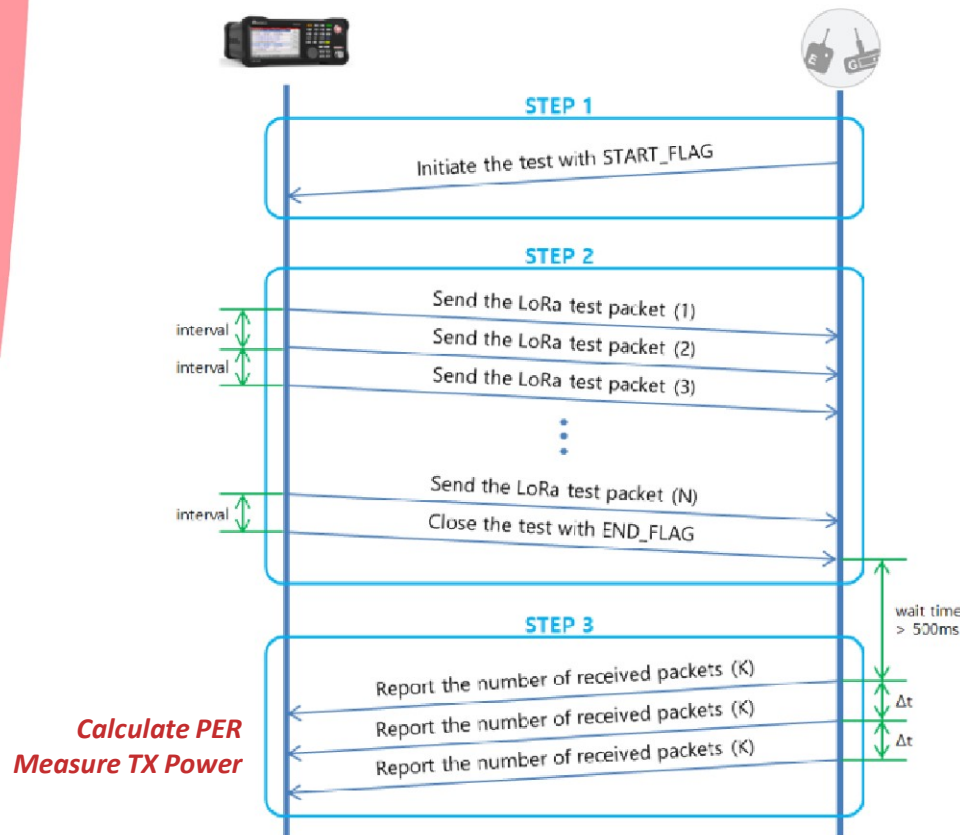 STEP 1
Initiate the test with START_FLAG
STEP 2
Send the LoRa test packet (1)
interval
Send the LoRa test packet (2)
interval
Send the LoRa test packet (3)
Send the LoRa test packet (N)
interval
Close the test with END_FLAG
wait time
> 500ms
STEP 3
Report the number of received packets (K)
Δt
Report the number of received packets (K)
Δt
Report the number of received packets (K)
Calculate PER
Measure TX Power
E
G